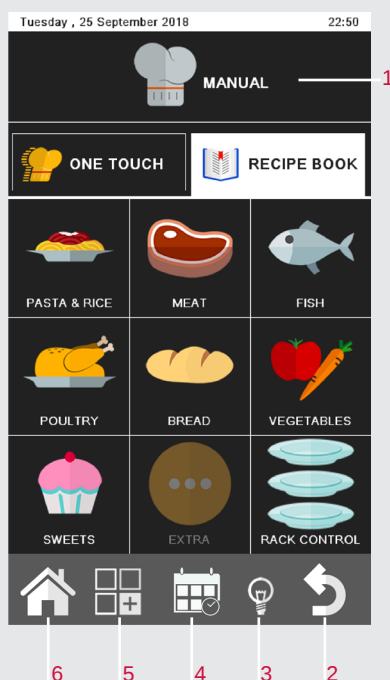 Tuesday , 25 September 2018 22:50
MANUAL
1
ONE TOUCH RECIPE BOOK
PASTA & RICE MEAT FISH
POULTRY BREAD VEGETABLES
SWEETS EXTRA RACK CONTROL
6 5 4 3 2